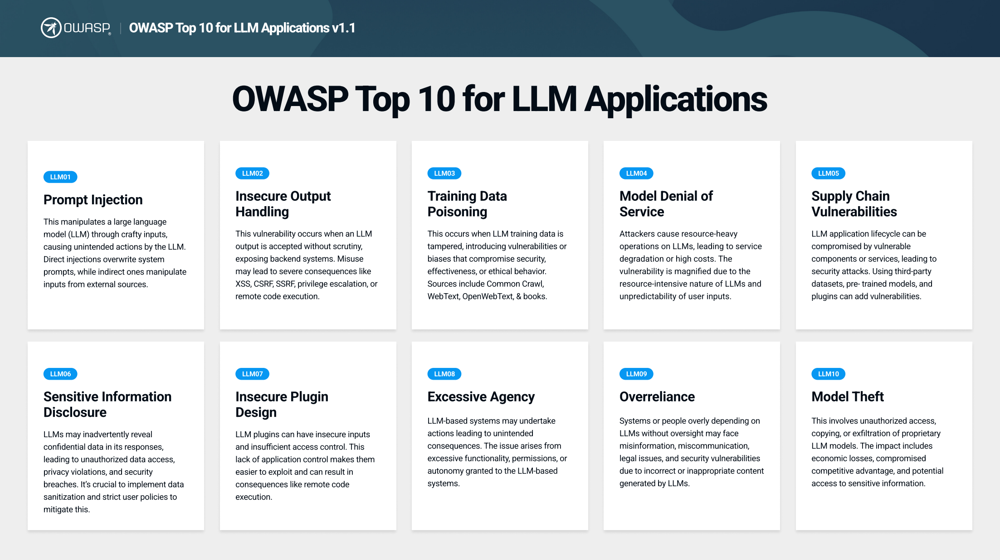 OWASP® | OWASP Top 10 for LLM Applications v1.1
OWASP Top 10 for LLM Applications
LLM01
Prompt Injection
This manipulates a large language
model (LLM) through crafty inputs,
causing unintended actions by the LLM.
Direct injections overwrite system
prompts, while indirect ones manipulate
inputs from external sources.
LLM02
Insecure Output
Handling
This vulnerability occurs when an LLM
output is accepted without scrutiny,
exposing backend systems. Misuse
may lead to severe consequences like
XSS, CSRF, SSRF, privilege escalation, or
remote code execution.
LLM03
Training Data
Poisoning
This occurs when LLM training data is
tampered, introducing vulnerabilities or
biases that compromise security,
effectiveness, or ethical behavior.
Sources include Common Crawl,
WebText, OpenWebText, & books.
LLM04
Model Denial of
Service
Attackers cause resource-heavy
operations on LLMs, leading to service
degradation or high costs. The
vulnerability is magnified due to the
resource-intensive nature of LLMs and
unpredictability of user inputs.
LLM05
Supply Chain
Vulnerabilities
LLM application lifecycle can be
compromised by vulnerable
components or services, leading to
security attacks. Using third-party
datasets, pre- trained models, and
plugins can add vulnerabilities.
LLM06
Sensitive Information
Disclosure
LLMs may inadvertently reveal
confidential data in its responses,
leading to unauthorized data access,
privacy violations, and security
breaches. It’s crucial to implement data
sanitization and strict user policies to
mitigate this.
LLM07
Insecure Plugin
Design
LLM plugins can have insecure inputs
and insufficient access control. This
lack of application control makes them
easier to exploit and can result in
consequences like remote code
execution.
LLM08
Excessive Agency
LLM-based systems may undertake
actions leading to unintended
consequences. The issue arises from
excessive functionality, permissions, or
autonomy granted to the LLM-based
systems.
LLM09
Overreliance
Systems or people overly depending on
LLMs without oversight may face
misinformation, miscommunication,
legal issues, and security vulnerabilities
due to incorrect or inappropriate content
generated by LLMs.
LLM10
Model Theft
This involves unauthorized access,
copying, or exfiltration of proprietary
LLM models. The impact includes
economic losses, compromised
competitive advantage, and potential
access to sensitive information.